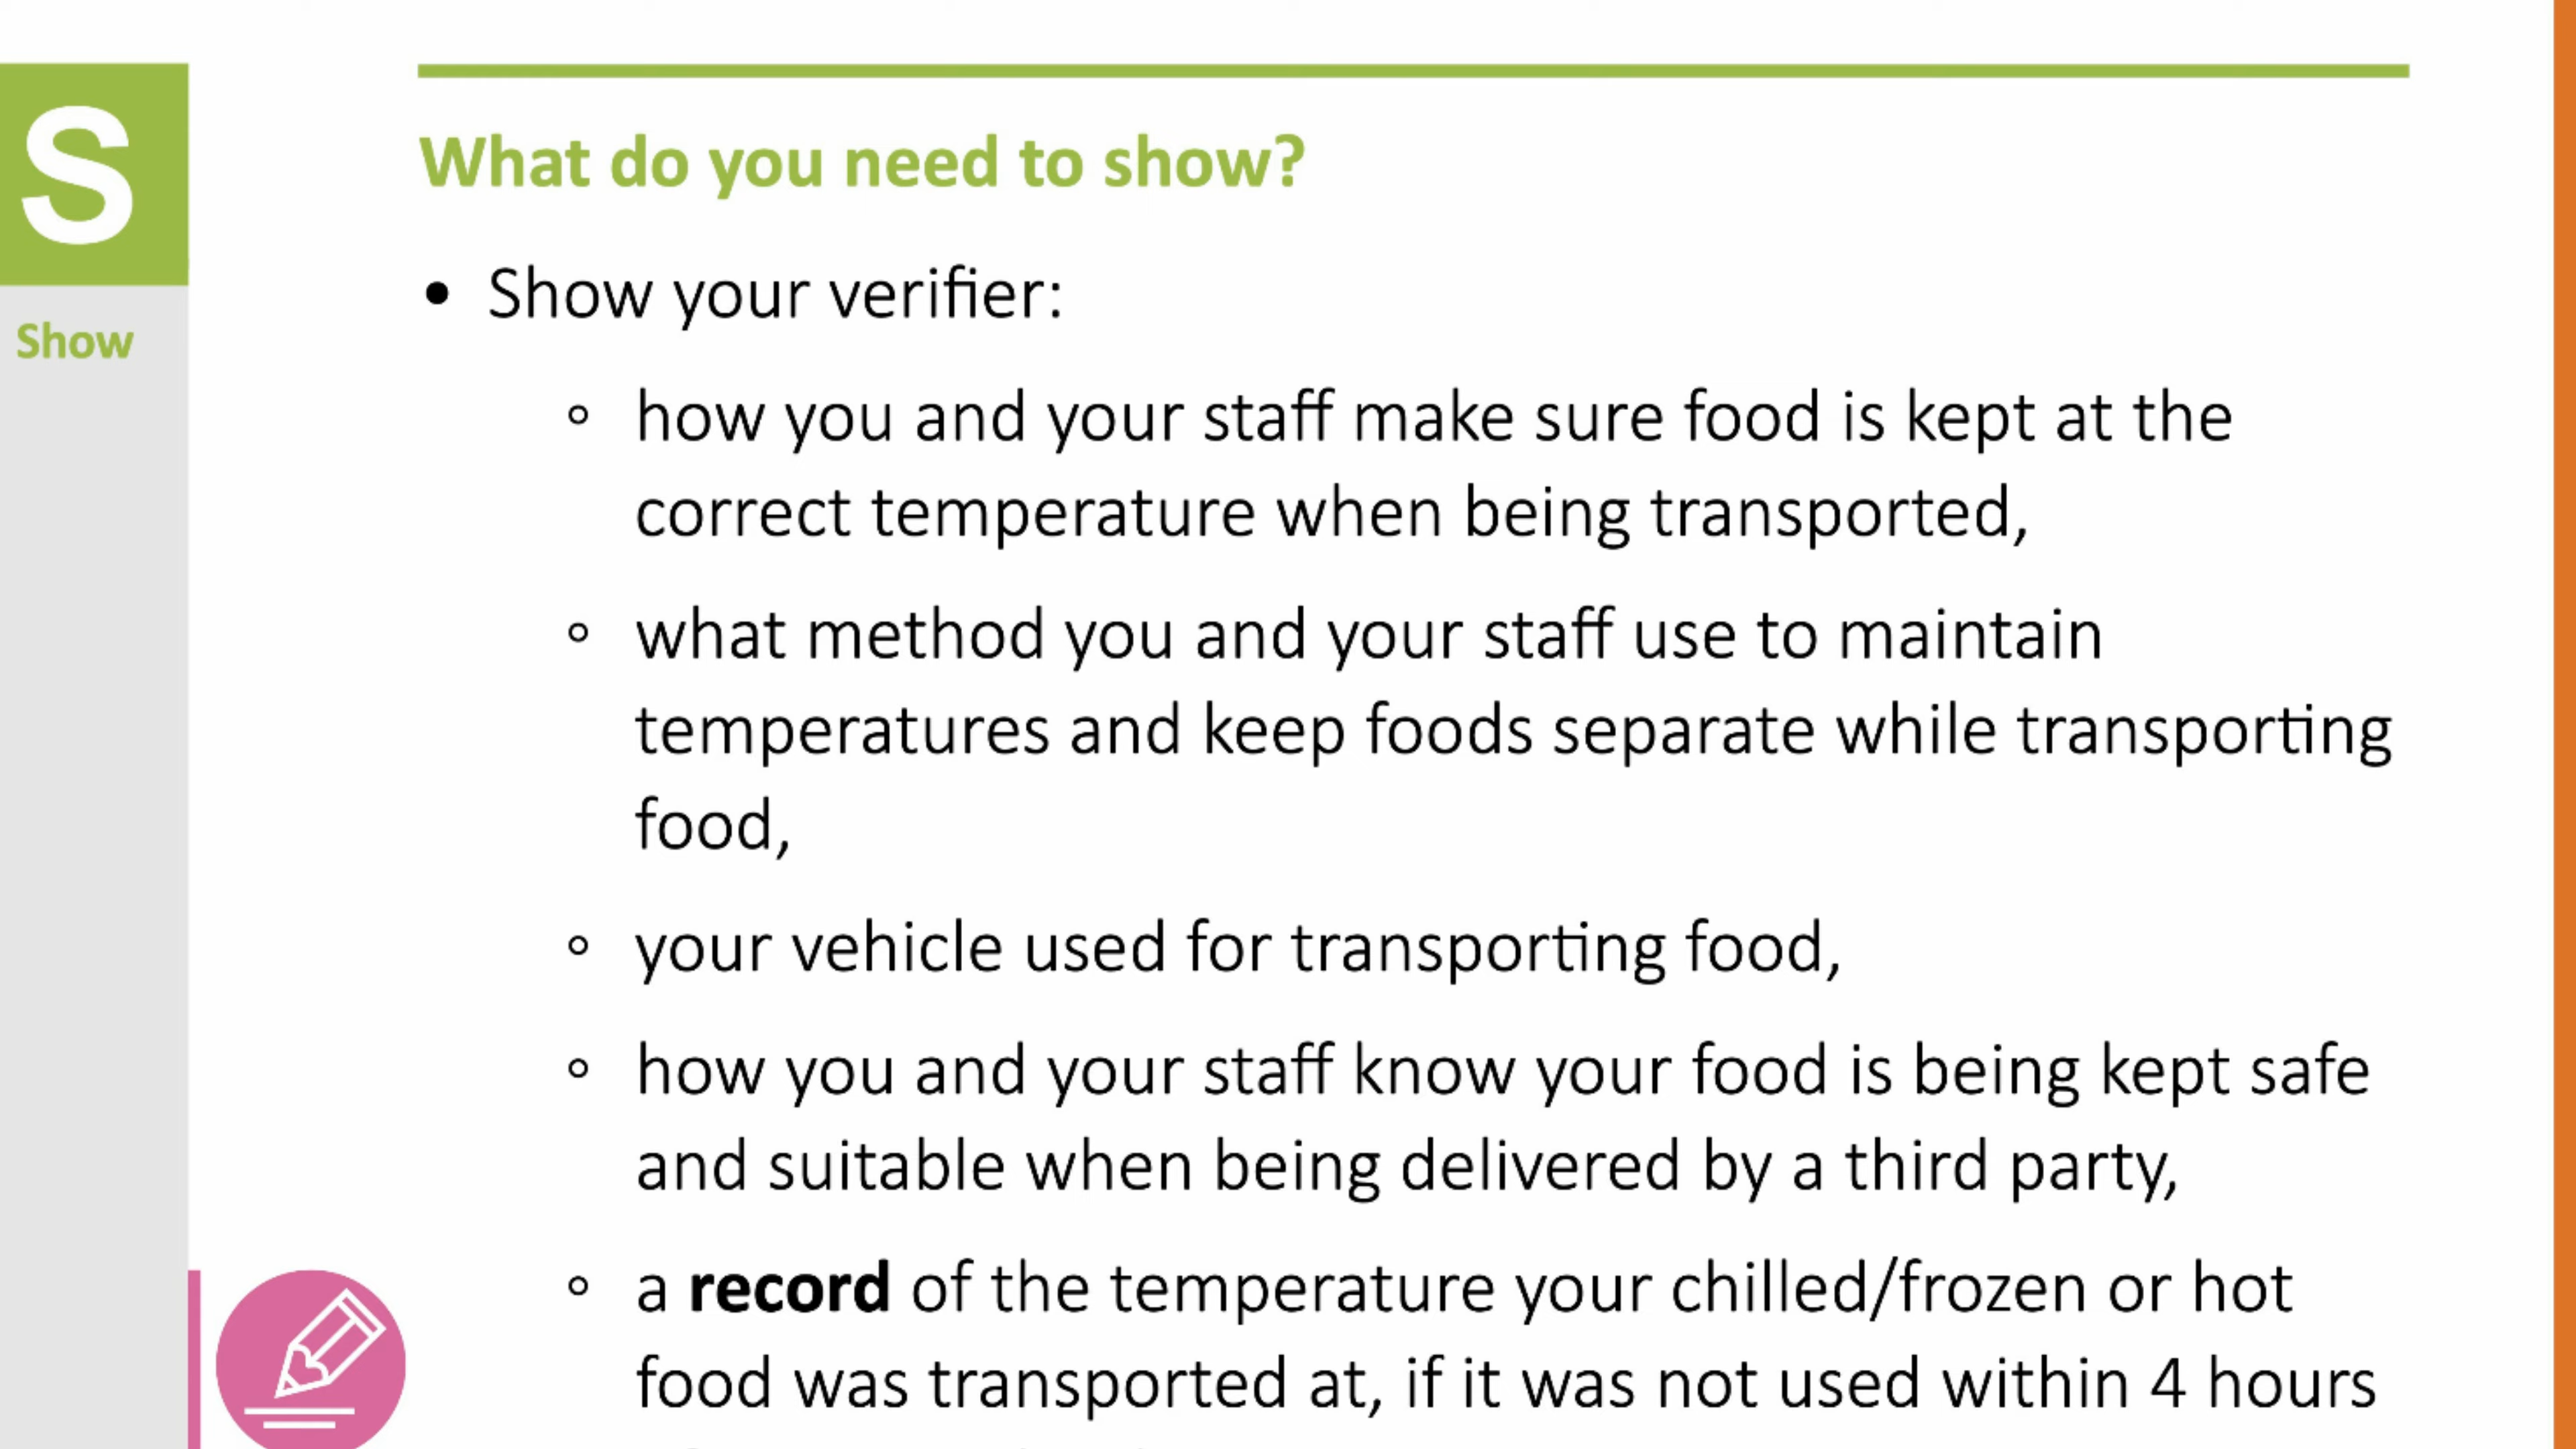 S
Show
What do you need to show?
• Show your verifier:
◦ how you and your staff make sure food is kept at the
correct temperature when being transported,
◦ what method you and your staff use to maintain
temperatures and keep foods separate while transporting
food,
◦ your vehicle used for transporting food,
◦ how you and your staff know your food is being kept safe
and suitable when being delivered by a third party,
◦ a record of the temperature your chilled/frozen or hot
food was transported at, if it was not used within 4 hours